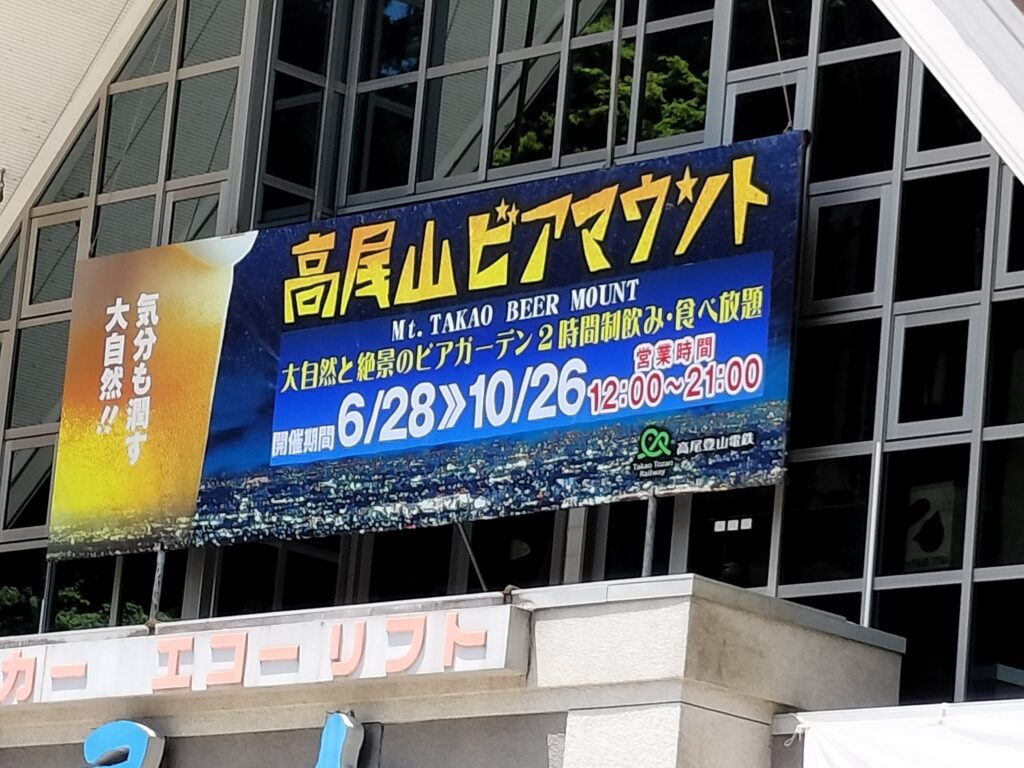 高尾山ビアマウント
Mt. TAKAO BEER MOUNT
大自然と絶景のビアガーデン2時間制飲み・食べ放題
開催期間 6/28》10/26
営業時間
12:00～21:00
気分も潤す
大自然!!
Takao Tozan
Railway
高尾登山電鉄
カー エコーリフト